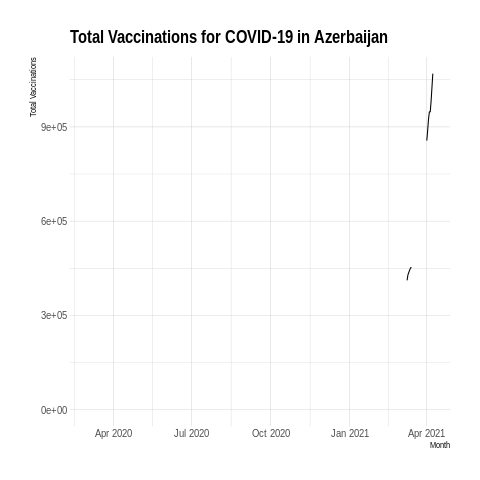 Total Vaccinations for COVID-19 in Azerbaijan
Total Vaccinations
9e+05
6e+05
3e+05
0e+00
Apr 2020 Jul 2020 Oct 2020 Jan 2021 Apr 2021
Month